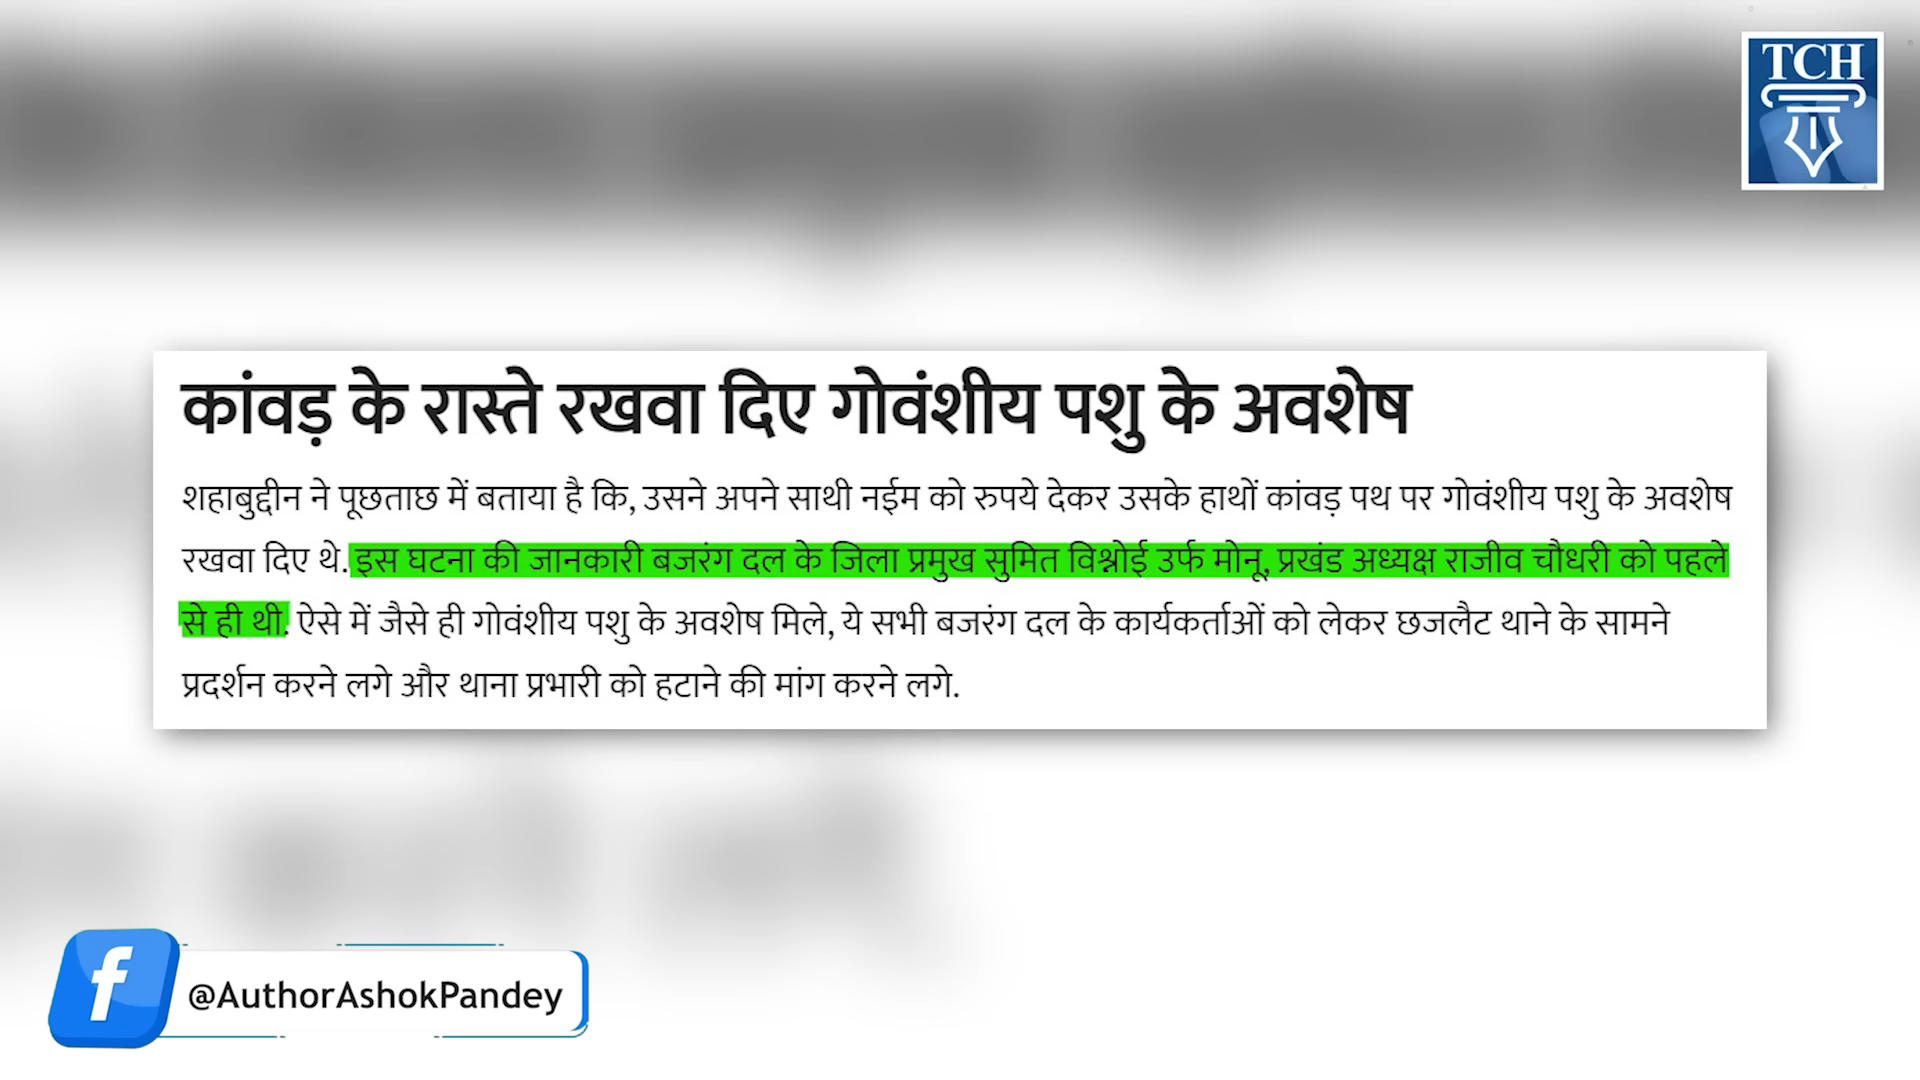 TCH
कांवड़ के रास्ते रखवा दिए गोवंशीय पशु के अवशेष
शहाबुद्दीन ने पूछताछ में बताया है कि, उसने अपने साथी नईम को रुपये देकर उसके हाथों कांवड़ पथ पर गोवंशीय पशु के अवशेष
रखवा दिए थे. इस घटना की जानकारी बजरंग दल के जिला प्रमुख सुमित विश्नोई उर्फ मोनू, प्रखंड अध्यक्ष राजीव चौधरी को पहले
से ही थी. ऐसे में जैसे ही गोवंशीय पशु के अवशेष मिले, ये सभी बजरंग दल के कार्यकर्ताओं को लेकर छजलैट थाने के सामने
प्रदर्शन करने लगे और थाना प्रभारी को हटाने की मांग करने लगे.
f @AuthorAshokPandey